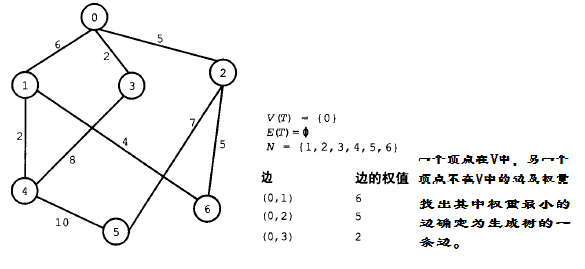 0
6
2
5
1
3
2
2
4
7
5
8
4
10
5
6
V(T) = {0}
E(T)=ϕ
N = {1,2,3,4,5,6}
边 边的权值
(0,1) 6
(0,2) 5
(0,3) 2
一个顶点在V中，另一个
顶点不在V中的边及权重
找出其中权重最小的
边确定为生成树的一
条边。